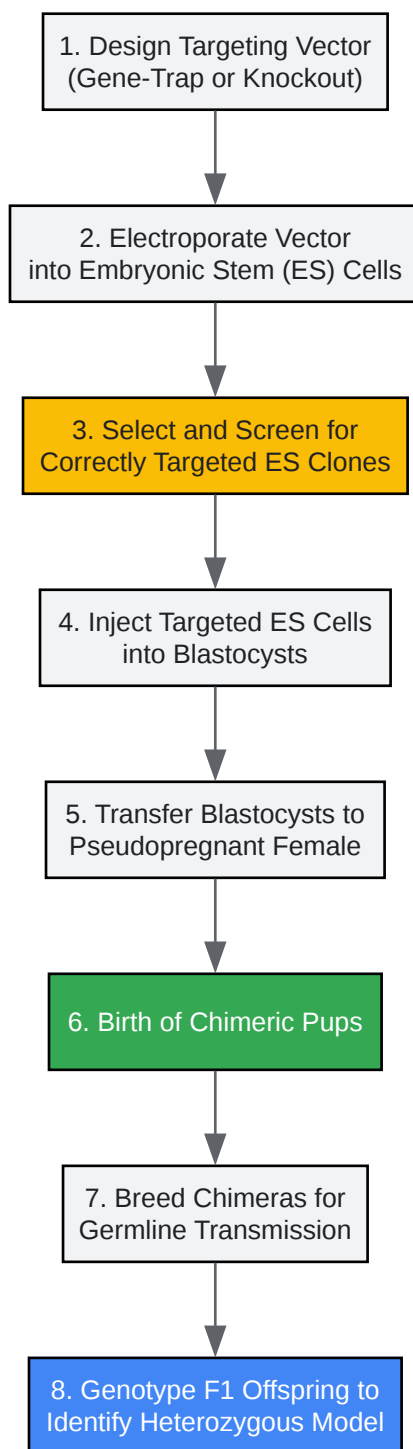 1. Design Targeting Vector
(Gene-Trap or Knockout)
2. Electroporate Vector
into Embryonic Stem (ES) Cells
3. Select and Screen for
Correctly Targeted ES Clones
4. Inject Targeted ES Cells
into Blastocysts
5. Transfer Blastocysts to
Pseudopregnant Female
6. Birth of Chimeric Pups
7. Breed Chimeras for
Germline Transmission
8. Genotype F1 Offspring to
Identify Heterozygous Model